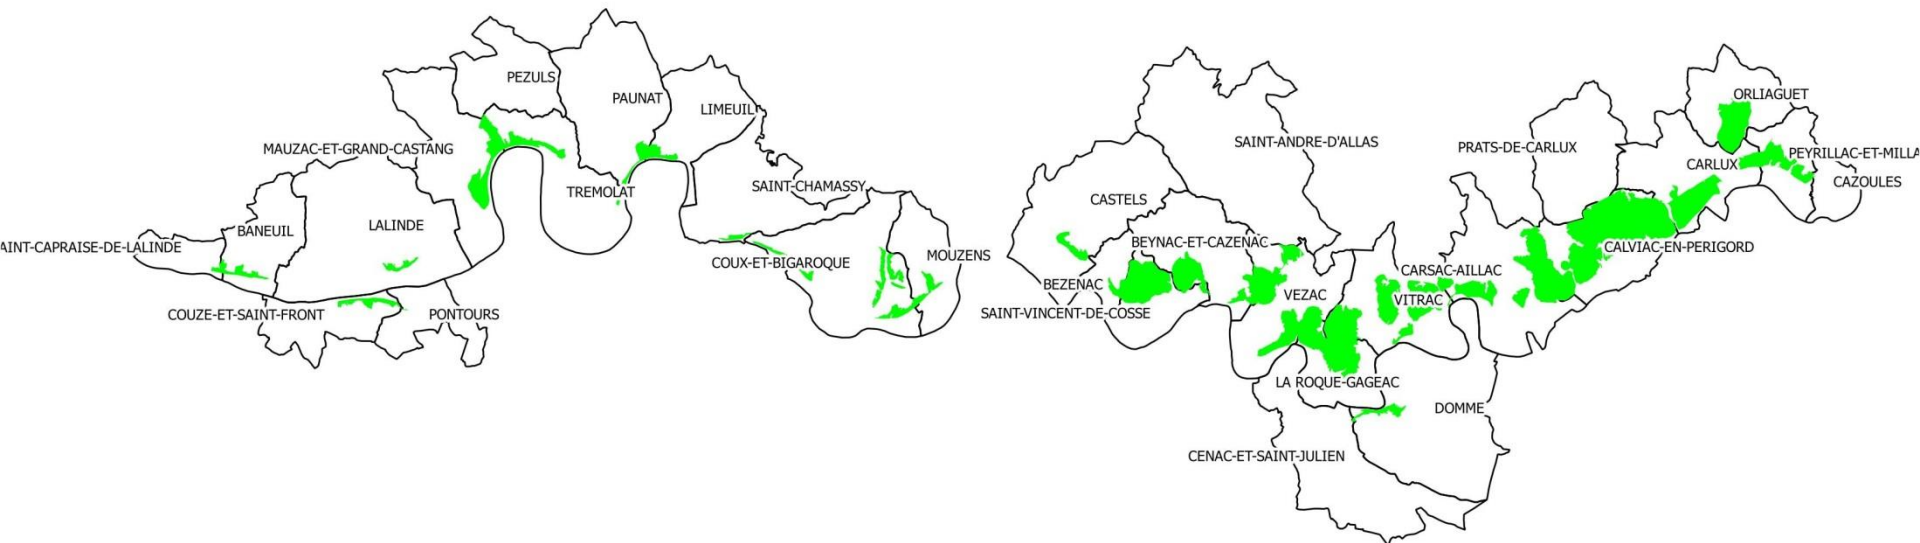 PEZULS
PAUNAT
LIMEUIL
MAUZAC-ET-GRAND-CASTANG
SAINT-CHAMASSY
TREMOLAT
LALINDE
BANEUIL
AINT-CAPRAISE-DE-LALINDE
COUX-ET-BIGAROQUE
MOUZENS
COUZE-ET-SAINT-FRONT
PONTOURS
ORLIAGUET
SAINT-ANDRE-D'ALLAS
PRATS-DE-CARLUX
PEYRILLAC-ET-MILLA
CARLUX
CAZOULES
CASTELS
BEYNAC-ET-CAZENAC
CALVIAC-EN-PERIGORD
CARSAC-AILLAC
BEZENAC
VEZAC
VITRAC
SAINT-VINCENT-DE-COSSE
LA ROQUE-GAGEAC
DOMME
CENAC-ET-SAINT-JULIEN